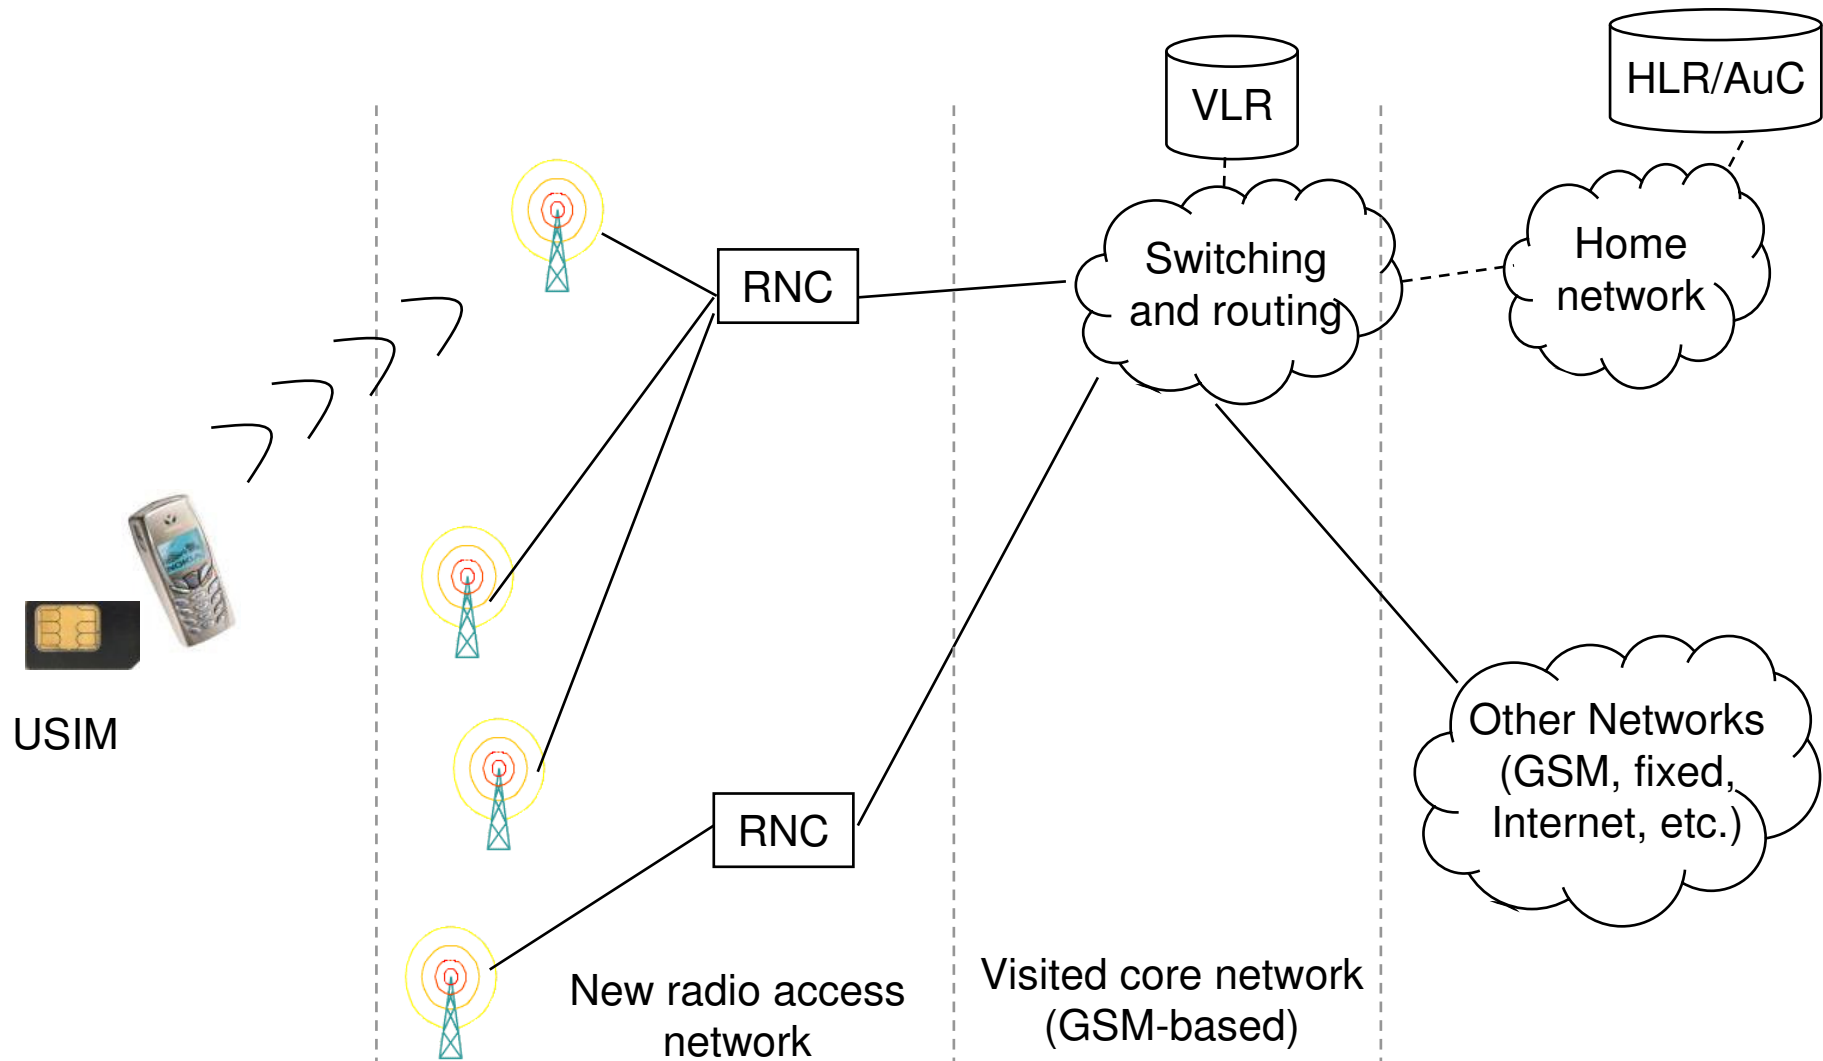 VLR
HLR/AuC
Switching
and routing
Home
network
RNC
USIM
Other Networks
(GSM, fixed,
Internet, etc.)
RNC
New radio access
network
Visited core network
(GSM-based)